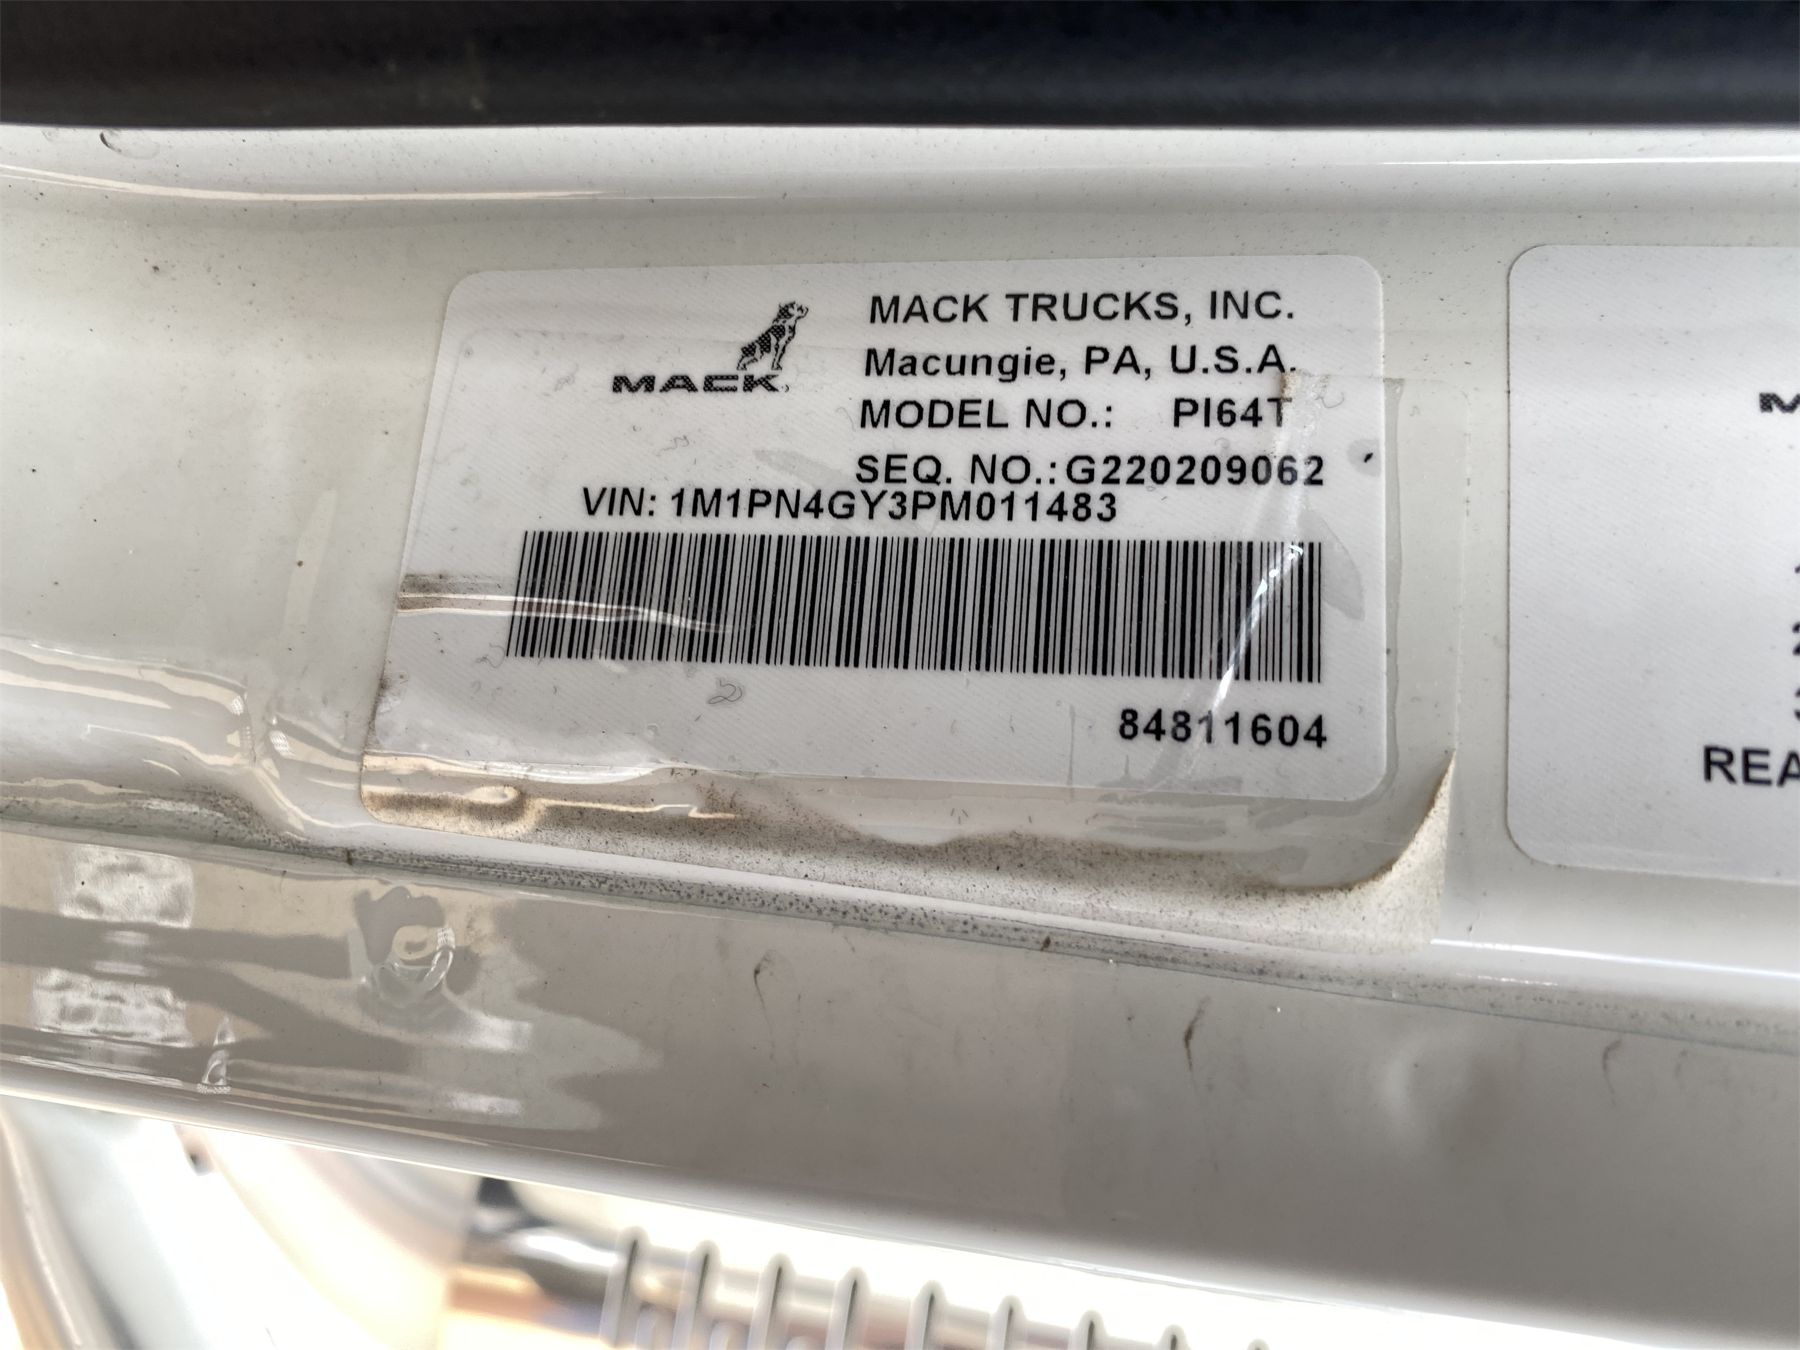 MACK
MACK TRUCKS, INC.
Macungie, PA, U.S.A.
MODEL NO.: PI64T
SEQ. NO.:G220209062
VIN: 1M1PN4GY3PM011483
84811604
REA